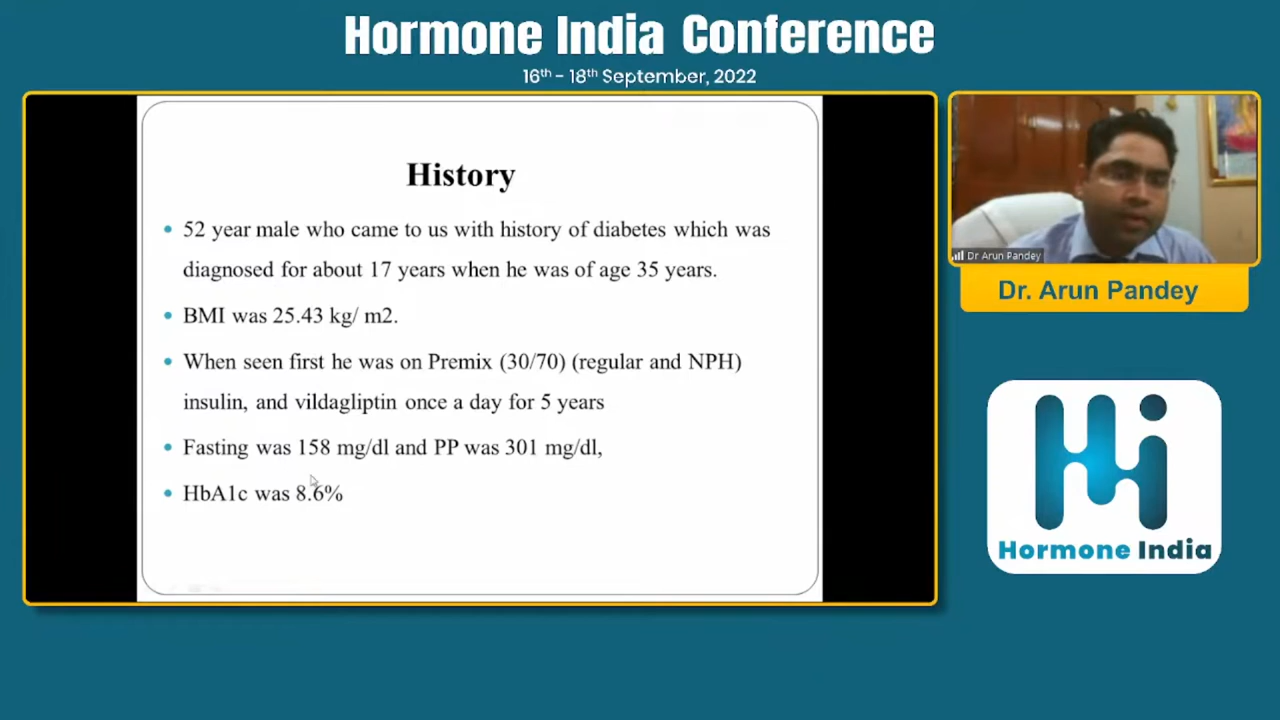 Hormone India Conference
16th - 18th September, 2022
History
• 52 year male who came to us with history of diabetes which was
diagnosed for about 17 years when he was of age 35 years.
• BMI was 25.43 kg/ m2.
• When seen first he was on Premix (30/70) (regular and NPH)
insulin, and vildagliptin once a day for 5 years
• Fasting was 158 mg/dl and PP was 301 mg/dl,
• HbA1c was 8.6%
Dr Arun Pandey
Dr. Arun Pandey
Hi
Hormone India